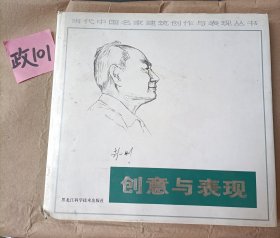 当代中国名家建筑创作与表现丛书
政101
创意与表现
黑龙江科学技术出版社